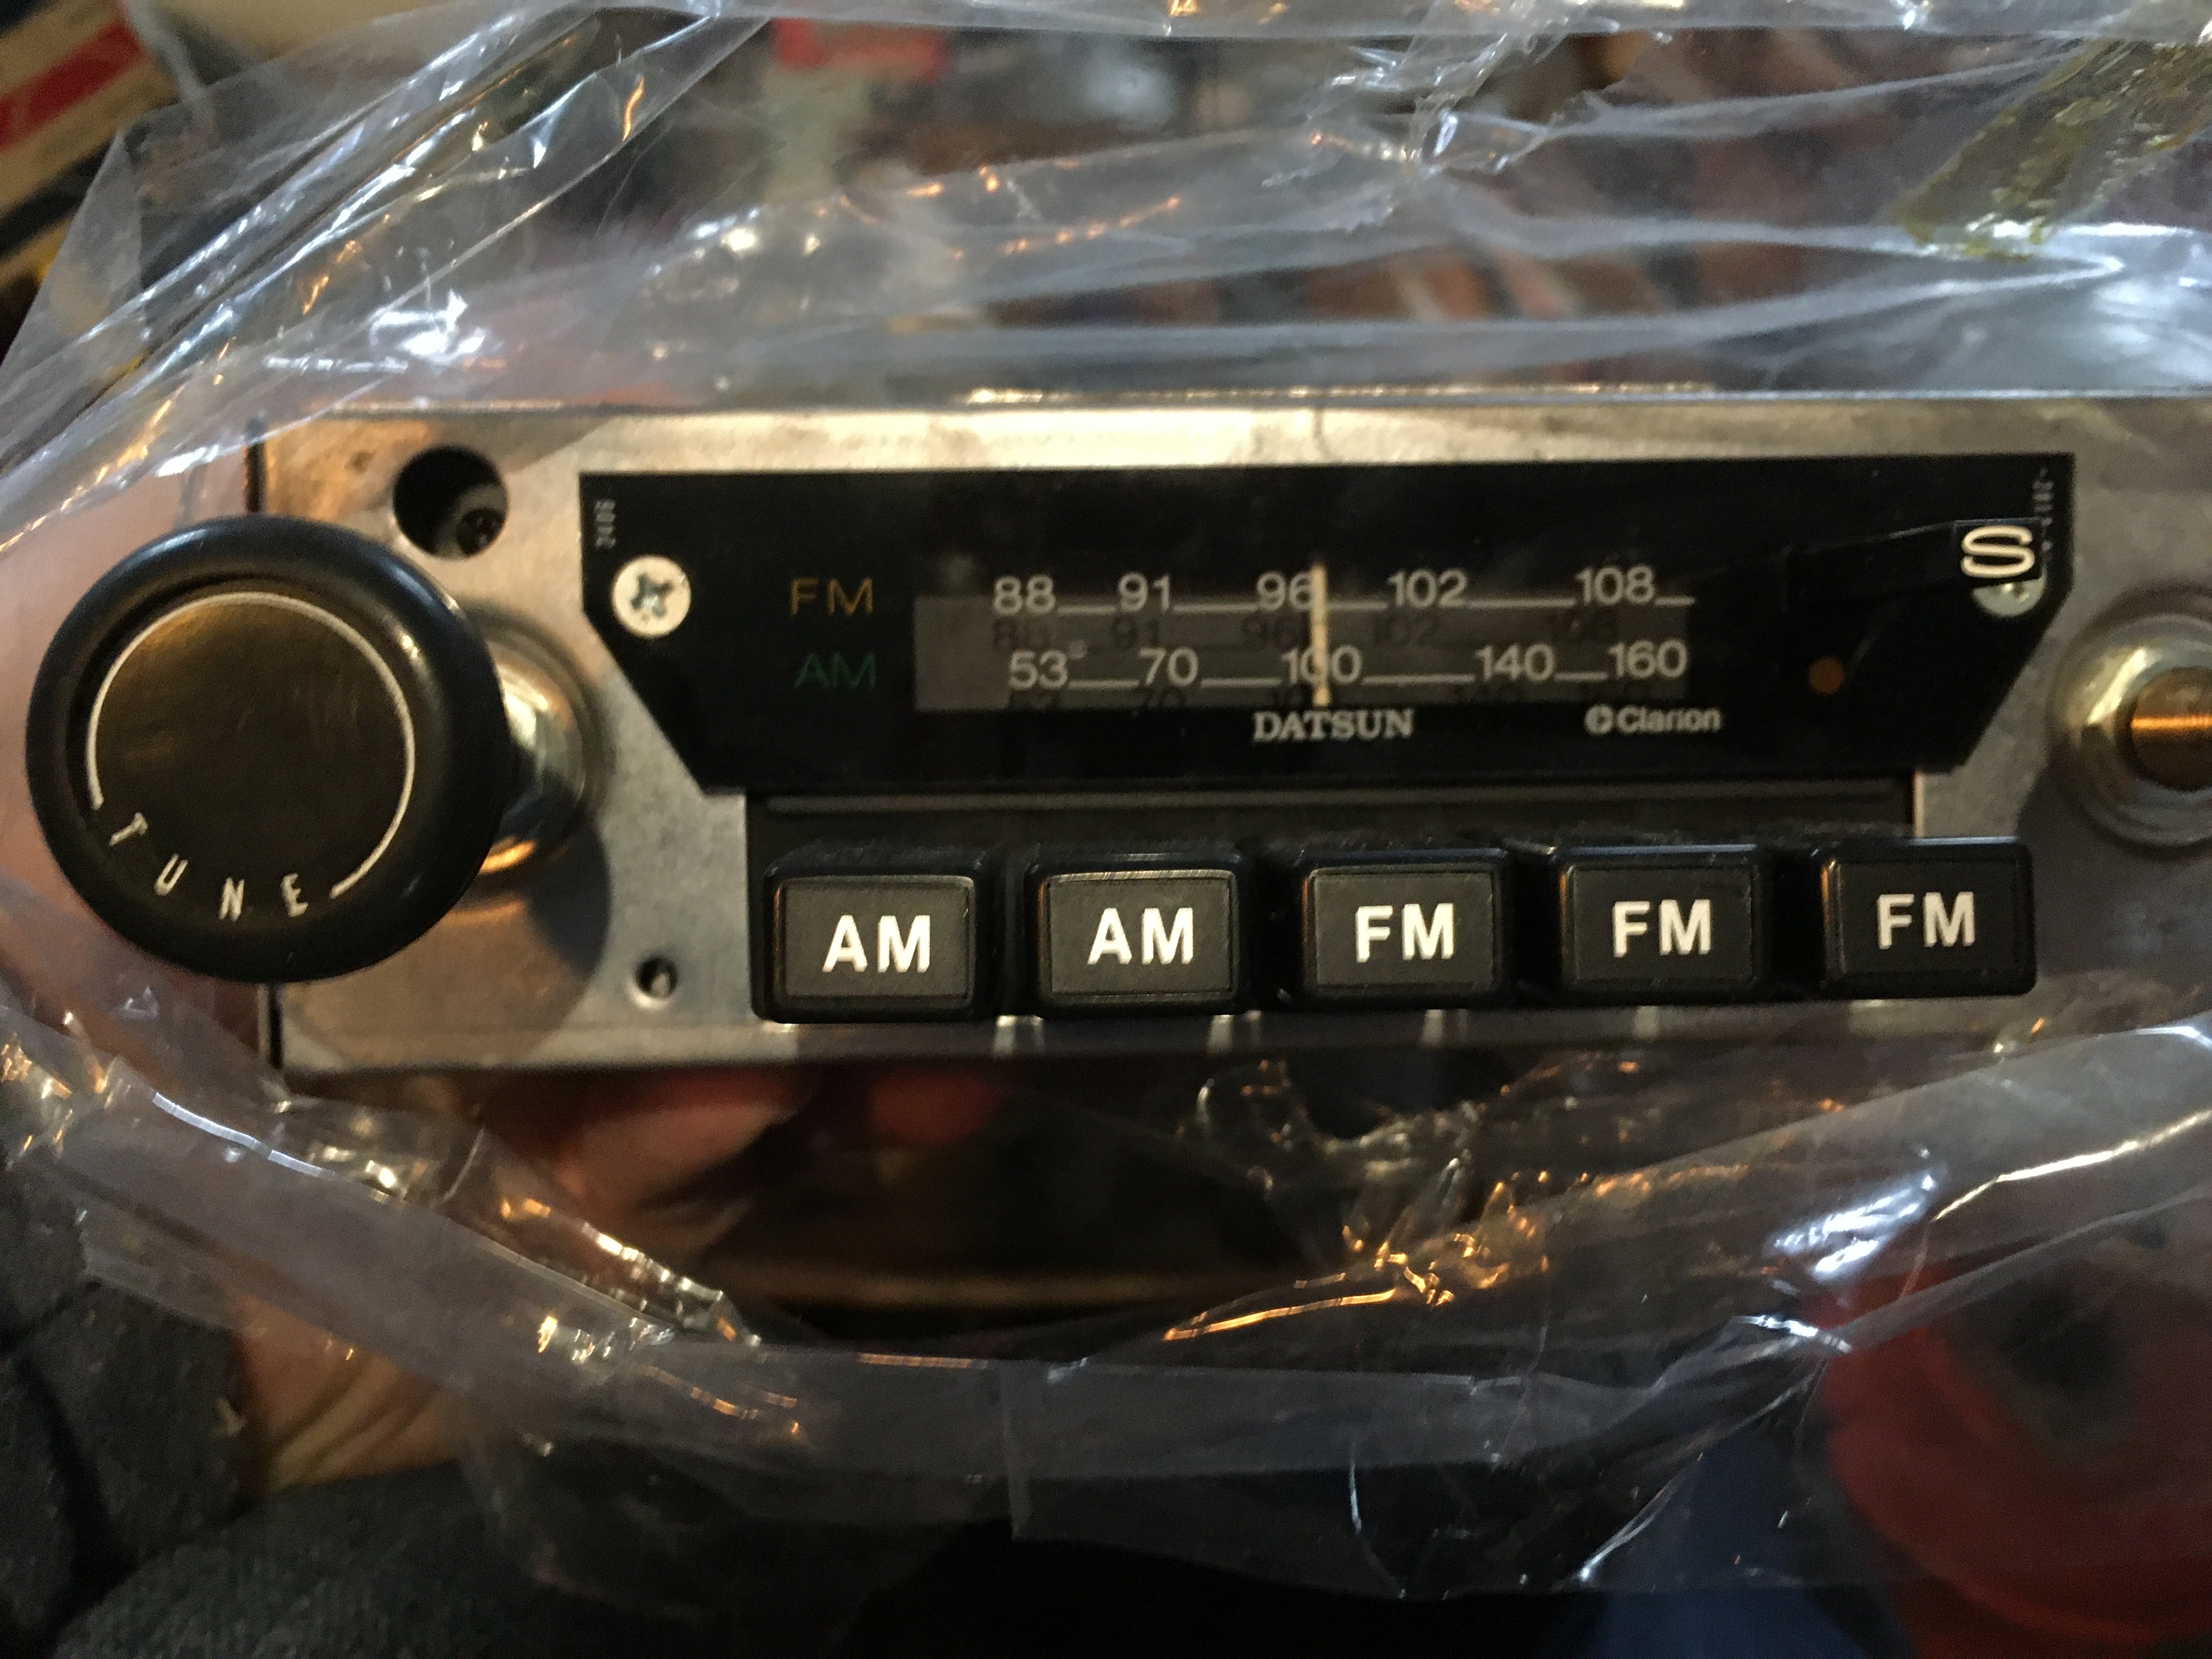 2406
S
FM 88 91 96 102 108
AM 53 70 100 140 160
DATSUN Clarion
TUNE
AM AM FM FM FM